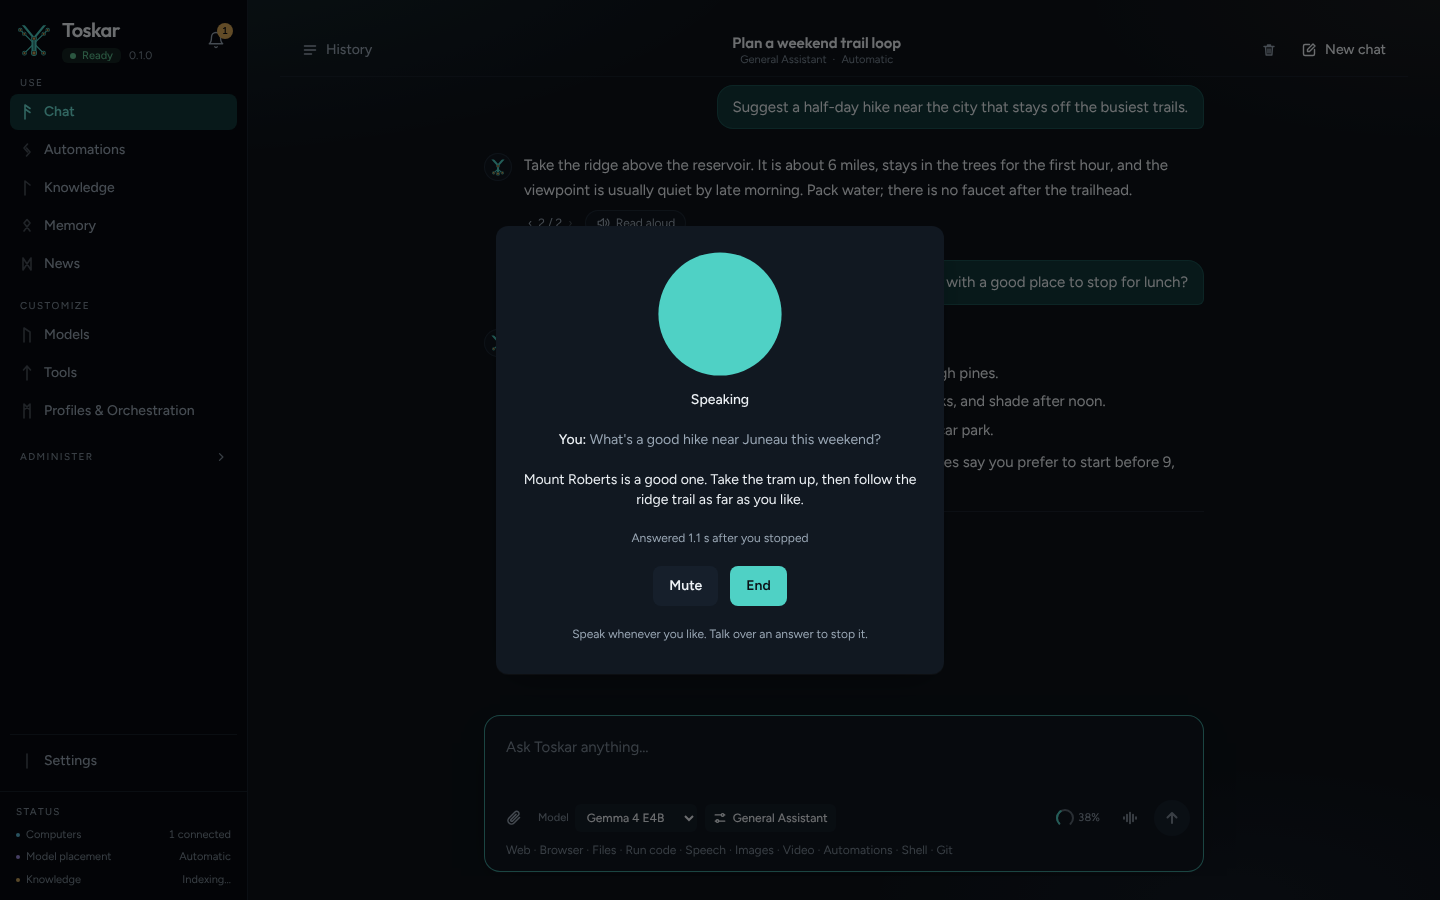 Toskar
Ready 0.1.0
1
USE
Chat
Automations
Knowledge
Memory
News
CUSTOMIZE
Models
Tools
Profiles & Orchestration
ADMINISTER
Settings
STATUS
Computers 1 connected
Model placement Automatic
Knowledge Indexing...
History
Plan a weekend trail loop
General Assistant · Automatic
New chat
Suggest a half-day hike near the city that stays off the busiest trails.
Take the ridge above the reservoir. It is about 6 miles, stays in the trees for the first hour, and the
viewpoint is usually quiet by late morning. Pack water; there is no faucet after the trailhead.
‹ 2 / 2 › Read aloud
with a good place to stop for lunch?
gh pines.
ks, and shade after noon.
ar park.
es say you prefer to start before 9,
Speaking
You: What's a good hike near Juneau this weekend?
Mount Roberts is a good one. Take the tram up, then follow the
ridge trail as far as you like.
Answered 1.1 s after you stopped
Mute End
Speak whenever you like. Talk over an answer to stop it.
Ask Toskar anything...
Model Gemma 4 E4B General Assistant 38%
Web · Browser · Files · Run code · Speech · Images · Video · Automations · Shell · Git